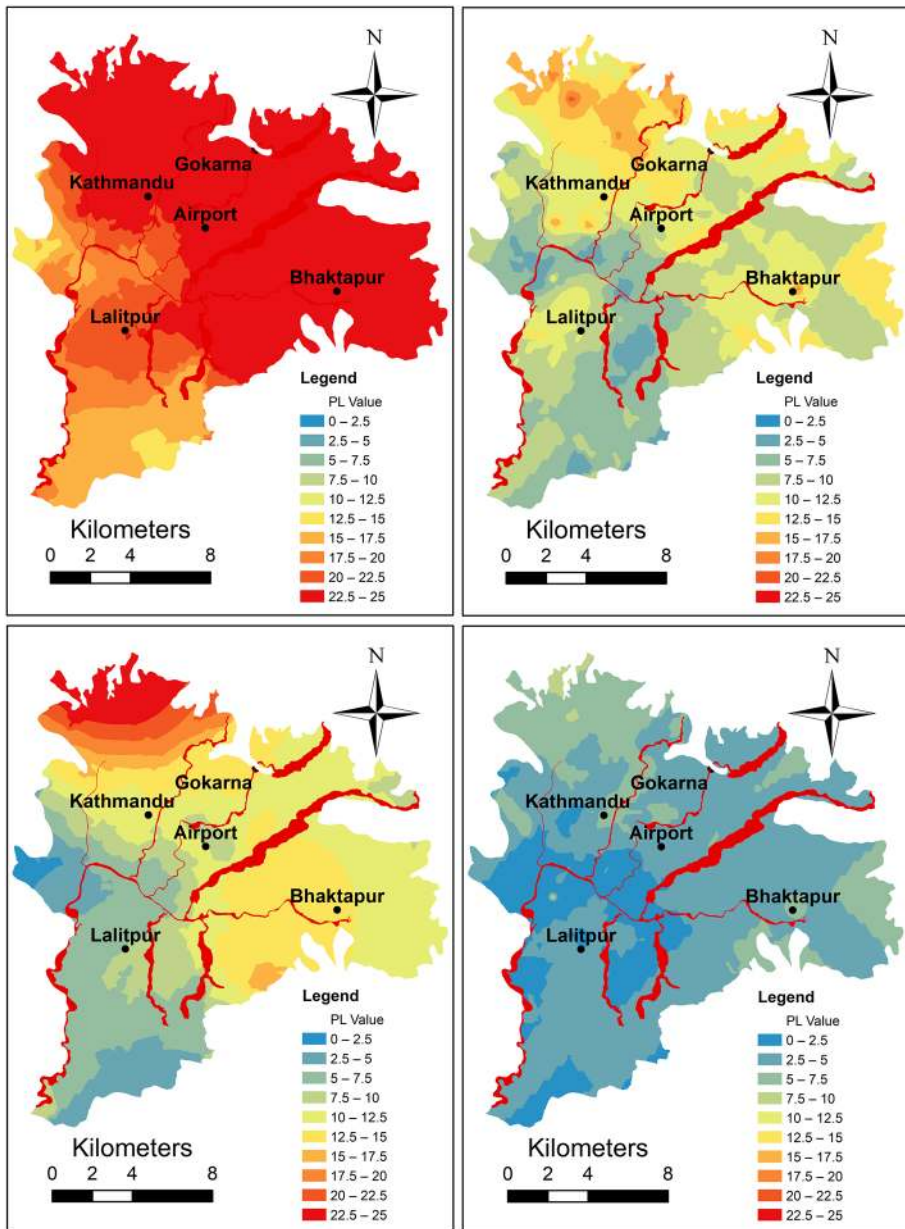 N
Gokarna
Kathmandu
Airport
Bhaktapur
Lalitpur
Legend
PL Value
0 – 2.5
2.5 – 5
5 – 7.5
7.5 – 10
10 – 12.5
12.5 – 15
15 – 17.5
17.5 – 20
20 – 22.5
22.5 – 25
Kilometers
0 2 4 8
N
Gokarna
Kathmandu
Airport
Bhaktapur
Lalitpur
Legend
PL Value
0 – 2.5
2.5 – 5
5 – 7.5
7.5 – 10
10 – 12.5
12.5 – 15
15 – 17.5
17.5 – 20
20 – 22.5
22.5 – 25
Kilometers
0 2 4 8
N
Gokarna
Kathmandu
Airport
Bhaktapur
Lalitpur
Legend
PL Value
0 – 2.5
2.5 – 5
5 – 7.5
7.5 – 10
10 – 12.5
12.5 – 15
15 – 17.5
17.5 – 20
20 – 22.5
22.5 – 25
Kilometers
0 2 4 8
N
Gokarna
Kathmandu
Airport
Bhaktapur
Lalitpur
Legend
PL Value
0 – 2.5
2.5 – 5
5 – 7.5
7.5 – 10
10 – 12.5
12.5 – 15
15 – 17.5
17.5 – 20
20 – 22.5
22.5 – 25
Kilometers
0 2 4 8